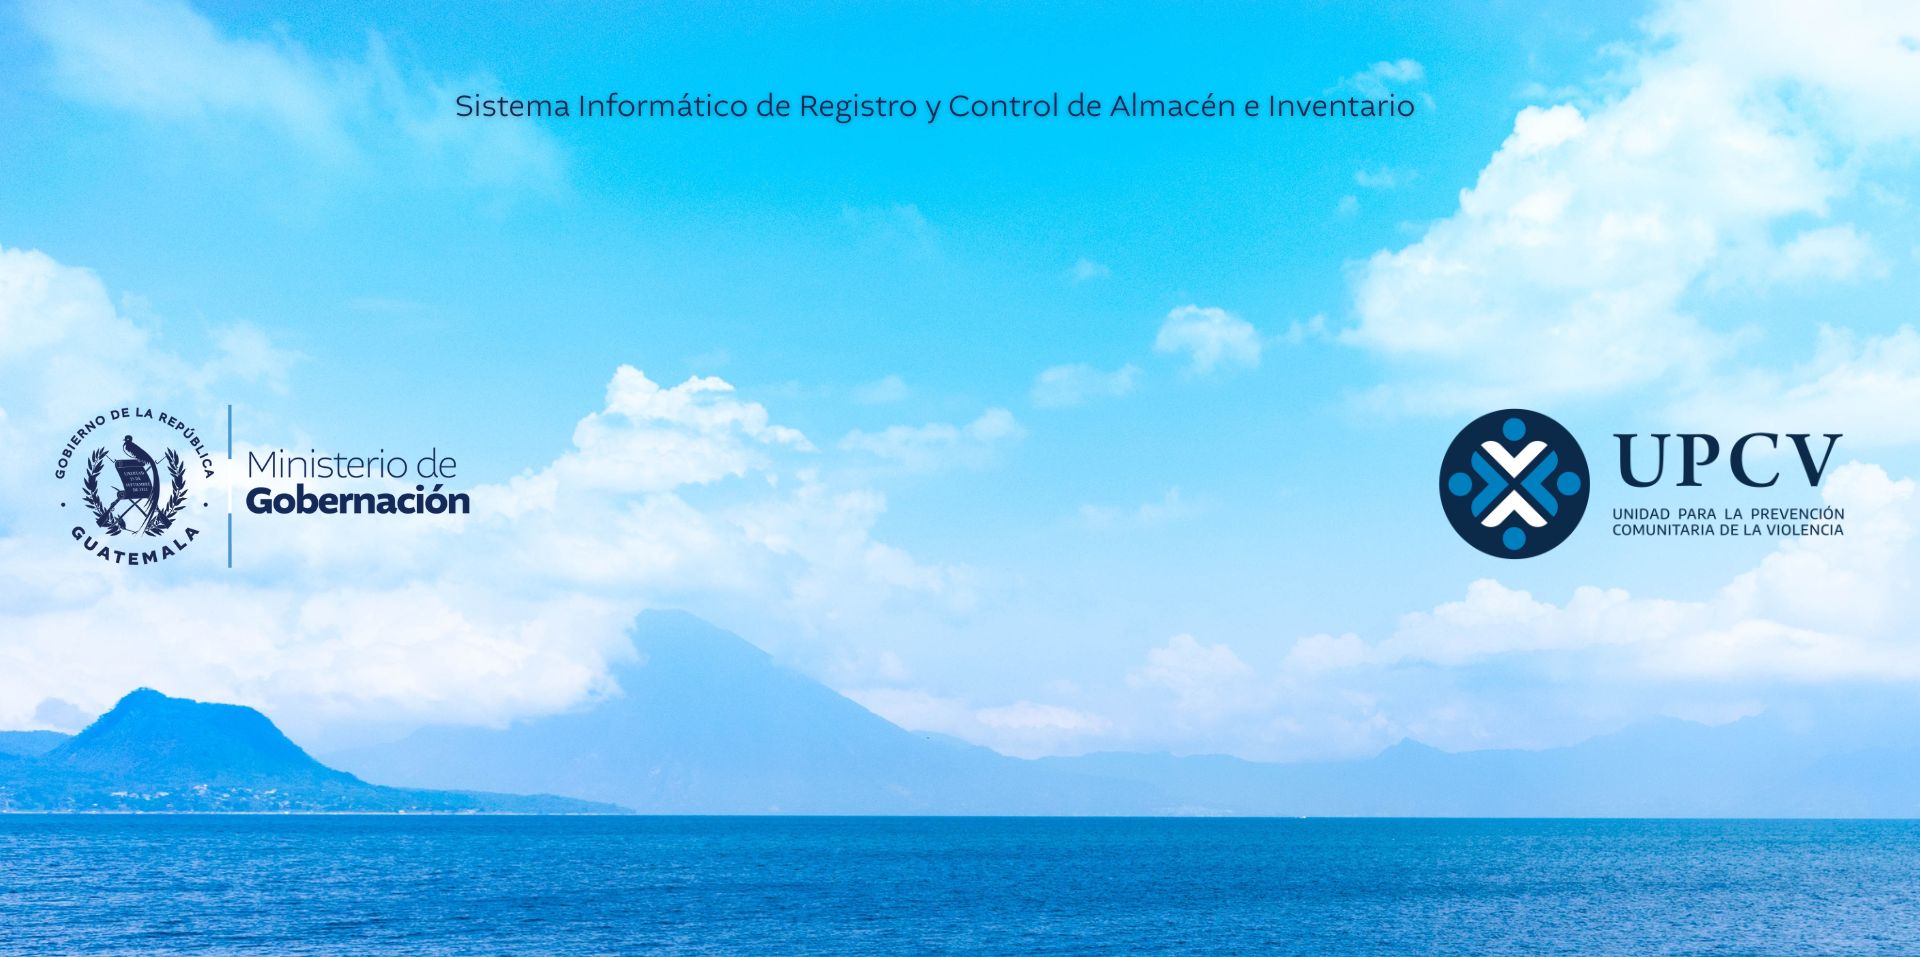 Sistema Informático de Registro y Control de Almacén e Inventario
GOBIERNO DE LA REPÚBLICA
GUATEMALA
Ministerio de
Gobernación
UPCV
UNIDAD PARA LA PREVENCIÓN
COMUNITARIA DE LA VIOLENCIA